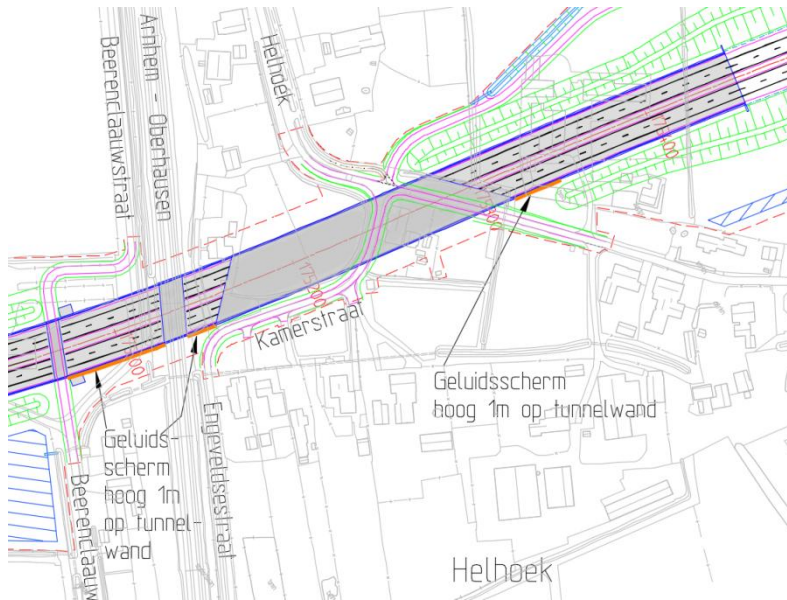 Arnhem - Oberhausen
Beerenclaauwstraat
Helhoek
Kamerstraat
175200
Geluidsscherm
hoog 1m op tunnelwand
Geluids-
scherm
hoog 1m
op tunnel-
wand
Engeveldsestraat
Beerenclaauw
Helhoek